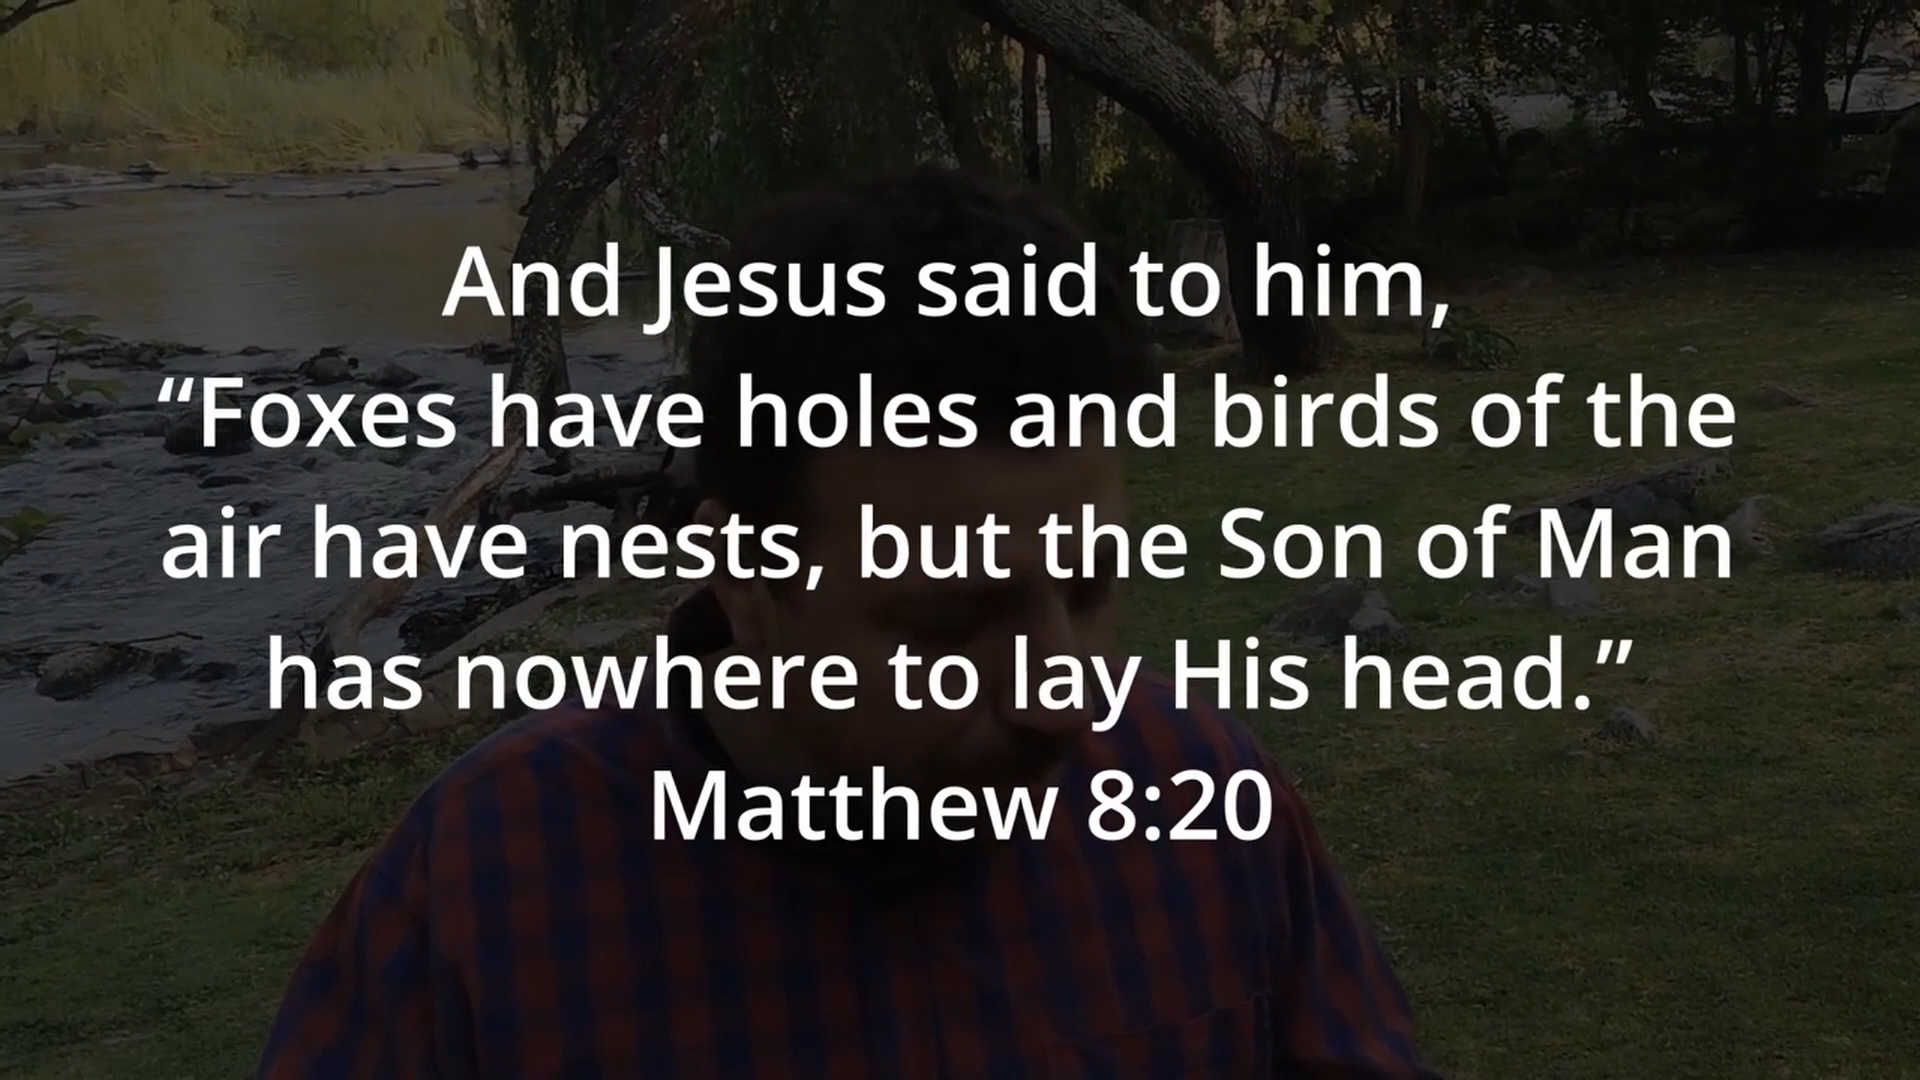 And Jesus said to him,
“Foxes have holes and birds of the
air have nests, but the Son of Man
has nowhere to lay His head.”
Matthew 8:20